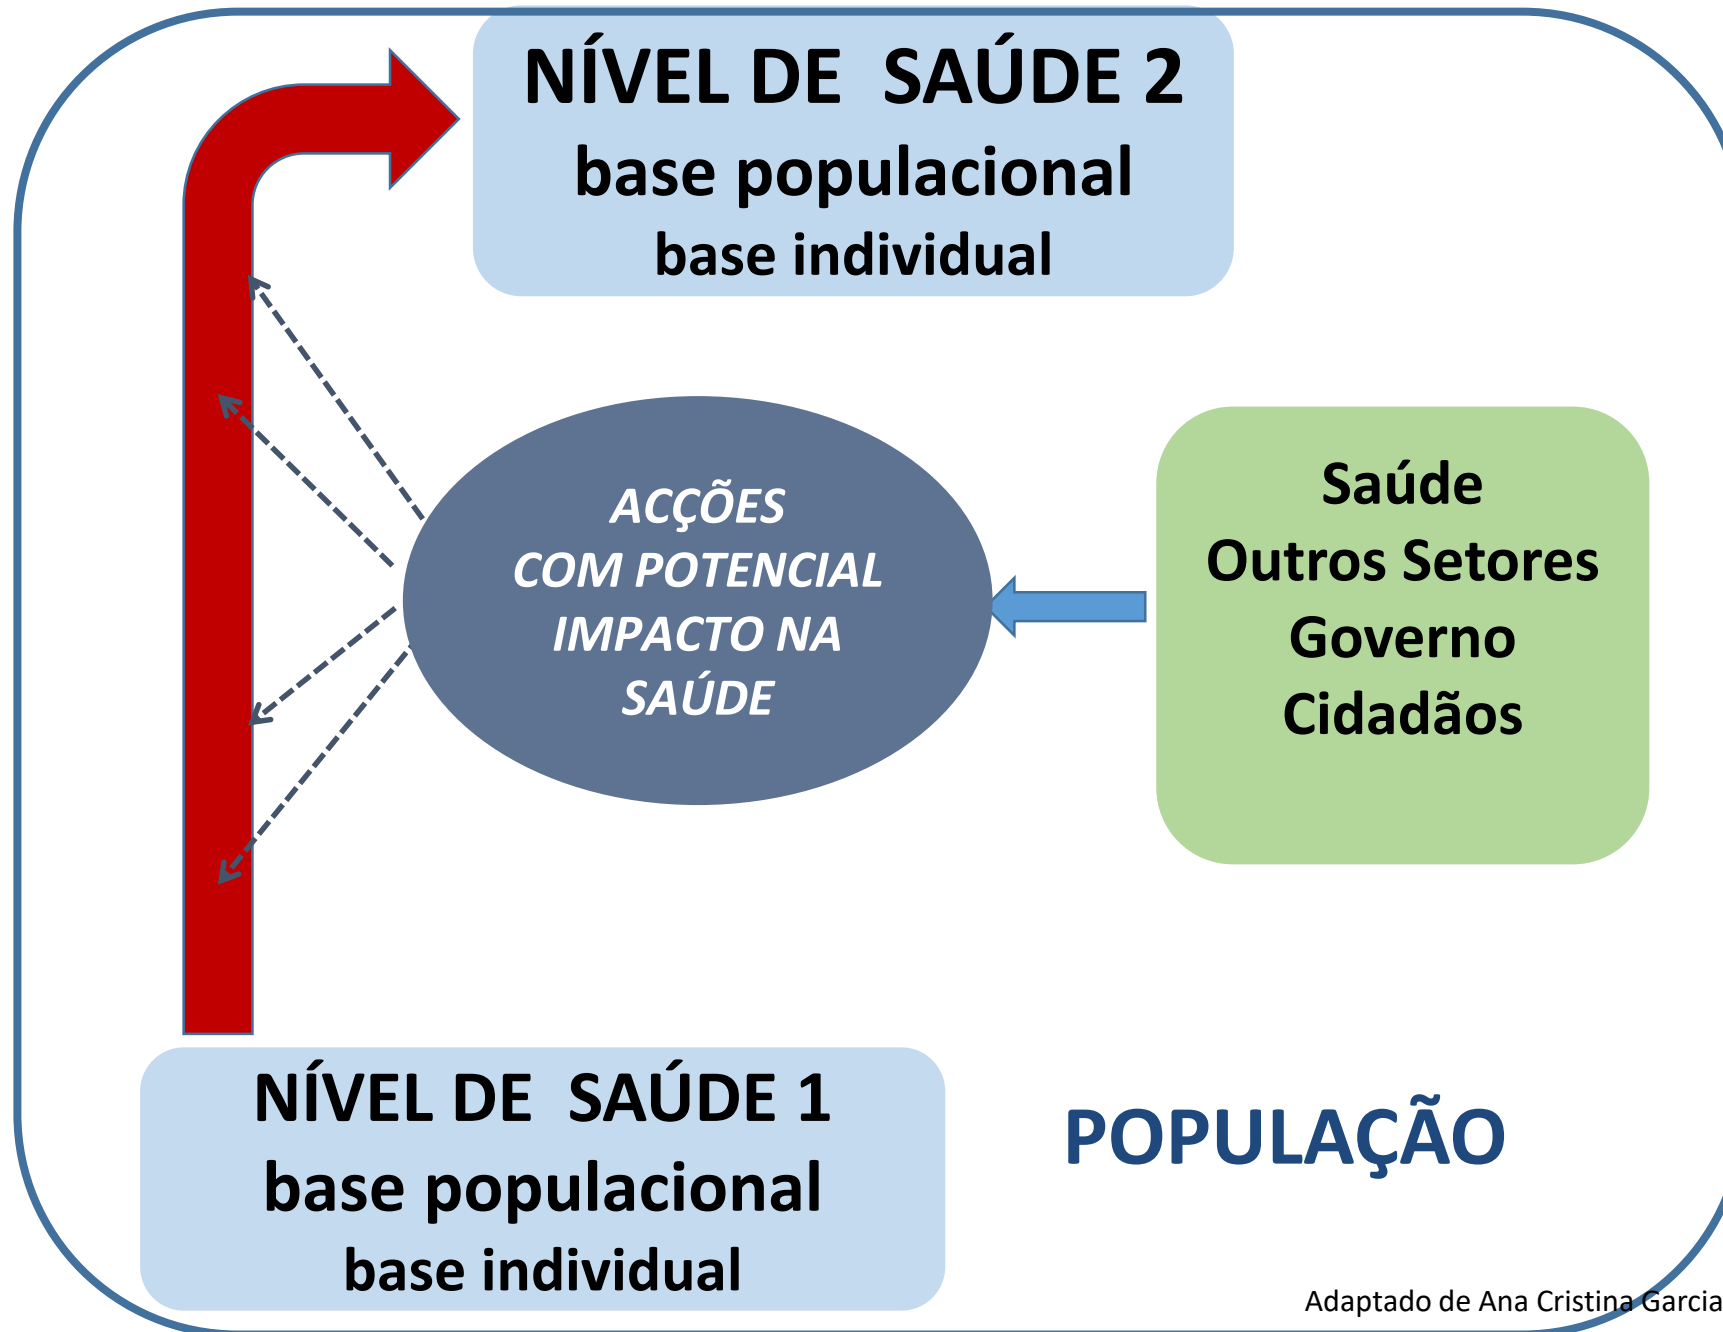 NÍVEL DE SAÚDE 2
base populacional
base individual
ACÇÕES
COM POTENCIAL
IMPACTO NA
SAÚDE
Saúde
Outros Setores
Governo
Cidadãos
NÍVEL DE SAÚDE 1
base populacional
base individual
POPULAÇÃO
Adaptado de Ana Cristina Garcia